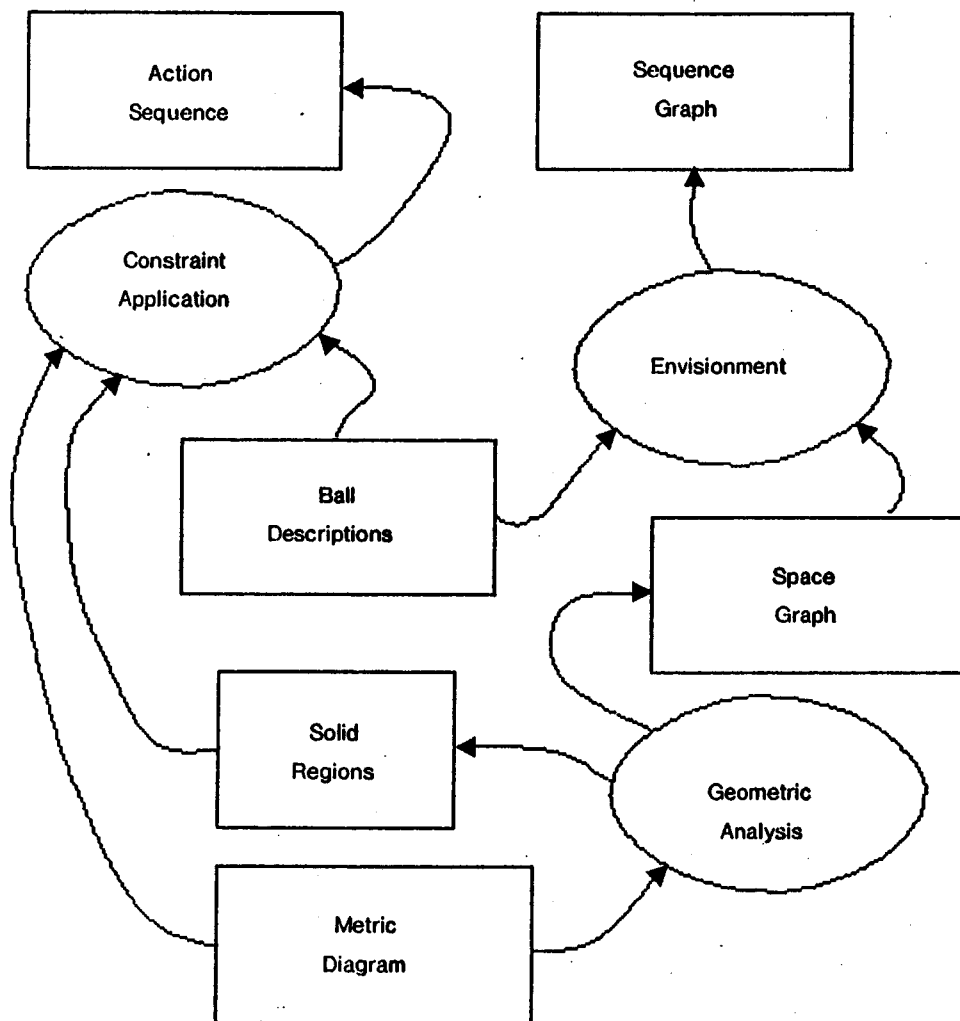 Action
Sequence
Sequence
Graph
Constraint
Application
Envisionment
Ball
Descriptions
Space
Graph
Solid
Regions
Geometric
Analysis
Metric
Diagram